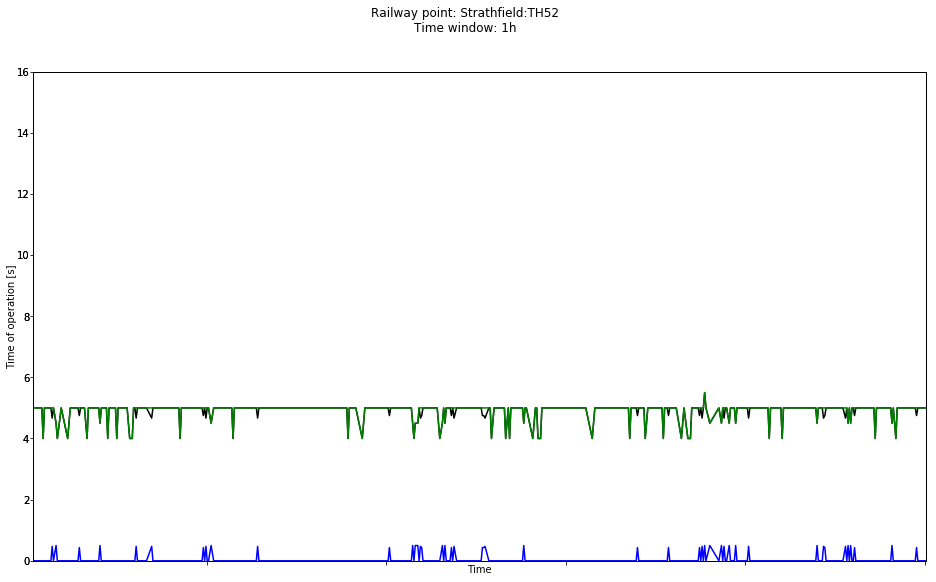 Railway point: Strathfield:TH52
Time window: 1h
16
14
12
10
8
6
4
2
0
Time of operation [s]
Time